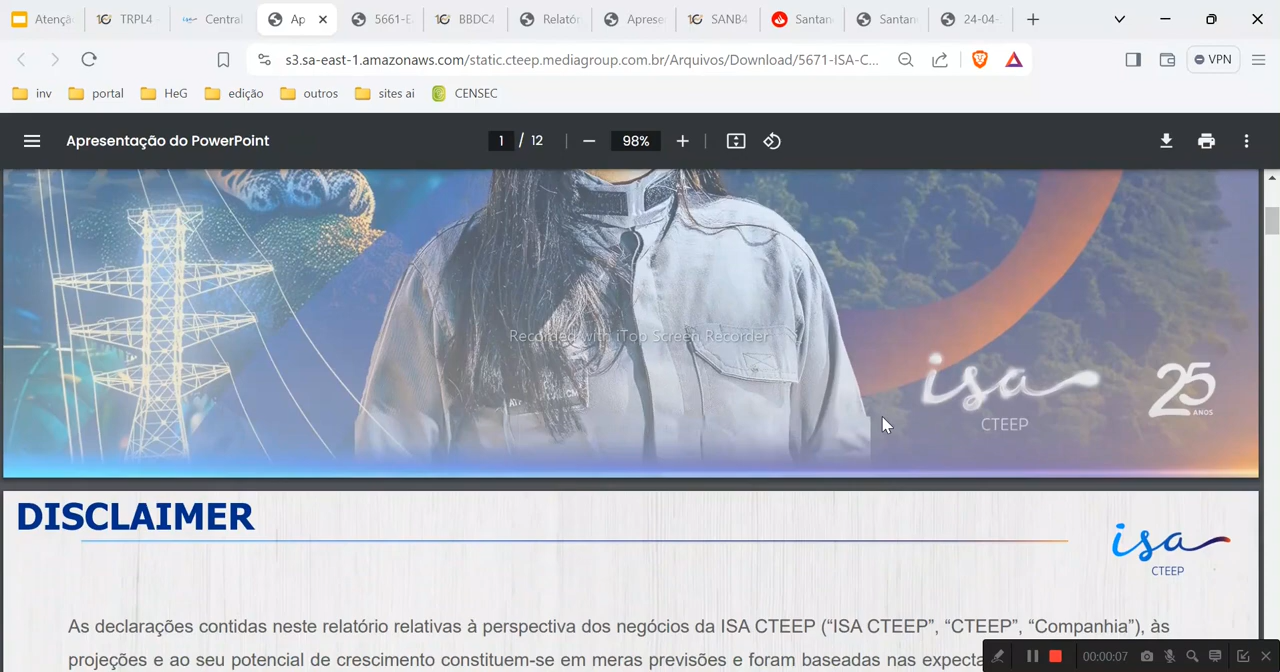 Atençã
TRPL4
Central
Ap
5661-E
BBDC4
Relatór
Aprese
SANB4
Santan
Santan
24-04-
s3.sa-east-1.amazonaws.com/static.cteep.mediagroup.com.br/Arquivos/Download/5671-ISA-C...
VPN
inv
portal
HeG
edição
outros
sites ai
CENSEC
Apresentação do PowerPoint
1 / 12
98%
Recorded with iTop Screen Recorder
isa
CTEEP
25
ANOS
DISCLAIMER
isa
CTEEP
As declarações contidas neste relatório relativas à perspectiva dos negócios da ISA CTEEP (“ISA CTEEP”, “CTEEP”, “Companhia”), às
projeções e ao seu potencial de crescimento constituem-se em meras previsões e foram baseadas nas expecta
00:00:07